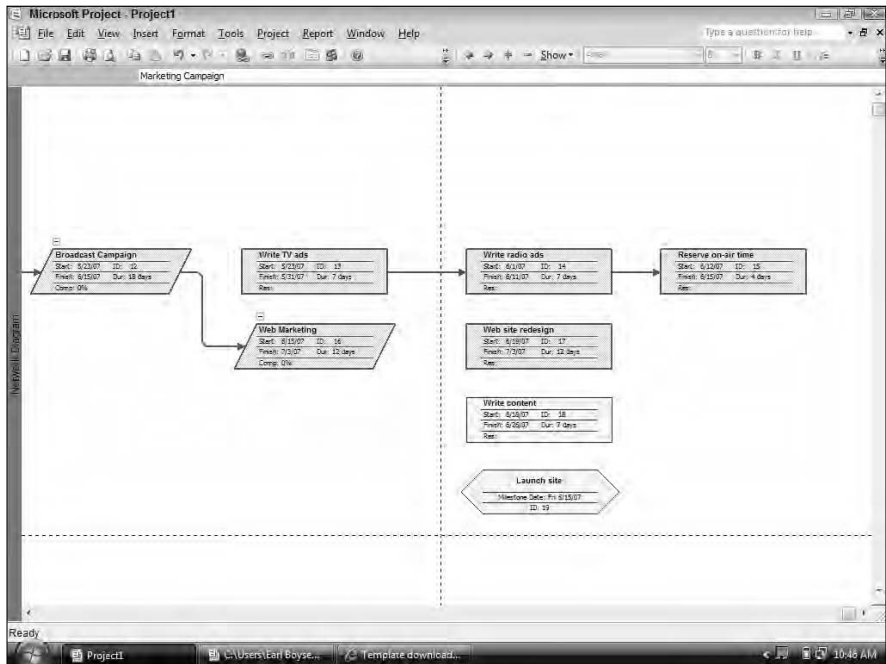 Microsoft Project - Project1
File Edit View Insert Format Tools Project Report Window Help
Type a question for help
Show
Marketing Campaign
Network Diagram
Broadcast Campaign
Start: 5/23/07 ID: 12
Finish: 6/15/07 Dur: 18 days
Comp: 0%
Write TV ads
Start: 5/23/07 ID: 13
Finish: 5/31/07 Dur: 7 days
Res:
Write radio ads
Start: 6/1/07 ID: 14
Finish: 6/11/07 Dur: 7 days
Res:
Reserve on-air time
Start: 6/12/07 ID: 15
Finish: 6/15/07 Dur: 4 days
Res:
Web Marketing
Start: 6/15/07 ID: 16
Finish: 7/3/07 Dur: 12 days
Comp: 0%
Web site redesign
Start: 6/18/07 ID: 17
Finish: 7/3/07 Dur: 12 days
Res:
Write content
Start: 6/18/07 ID: 18
Finish: 6/26/07 Dur: 7 days
Res:
Launch site
Milestone Date: Fri 6/15/07
ID: 19
Ready
Project1
C:\Users\Earl Boyse...
Template download...
10:46 AM